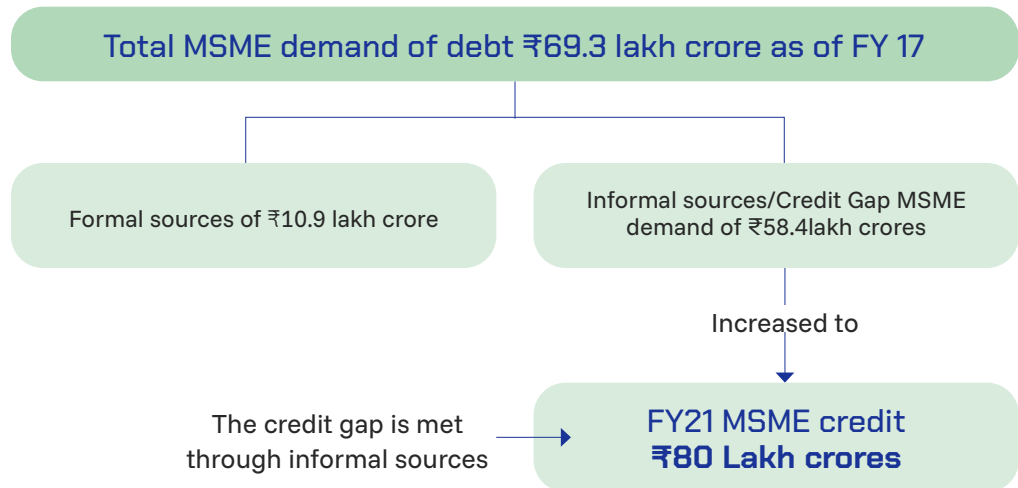 Total MSME demand of debt ₹69.3 lakh crore as of FY 17
Formal sources of ₹10.9 lakh crore
Informal sources/Credit Gap MSME
demand of ₹58.4lakh crores
Increased to
The credit gap is met
through informal sources
FY21 MSME credit
₹80 Lakh crores